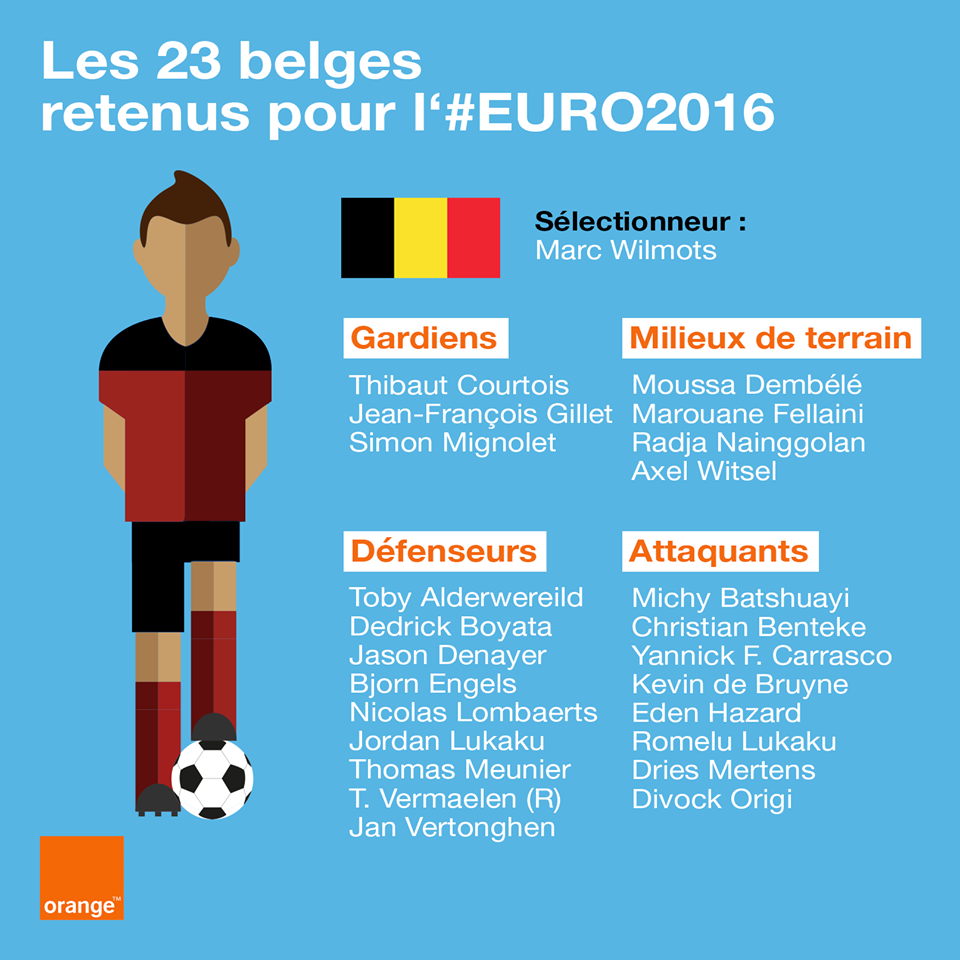 Les 23 belges
retenus pour l‘#EURO2016
Sélectionneur :
Marc Wilmots
Gardiens
Thibaut Courtois
Jean-François Gillet
Simon Mignolet
Milieux de terrain
Moussa Dembélé
Marouane Fellaini
Radja Nainggolan
Axel Witsel
Défenseurs
Toby Alderwereild
Dedrick Boyata
Jason Denayer
Bjorn Engels
Nicolas Lombaerts
Jordan Lukaku
Thomas Meunier
T. Vermaelen (R)
Jan Vertonghen
Attaquants
Michy Batshuayi
Christian Benteke
Yannick F. Carrasco
Kevin de Bruyne
Eden Hazard
Romelu Lukaku
Dries Mertens
Divock Origi
orange™